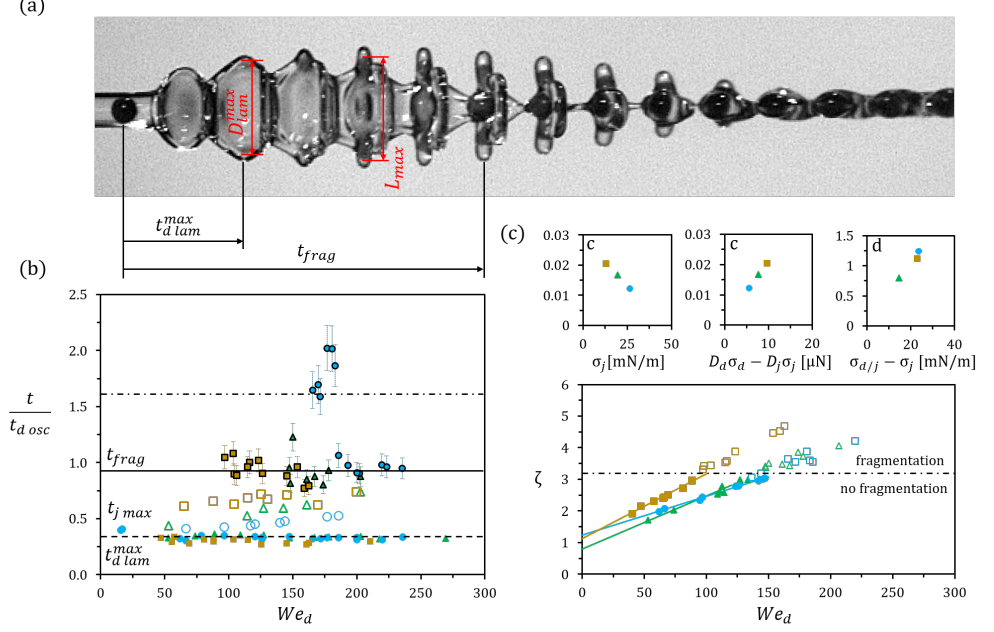 (a)
D_lam^max
L_max
t_d lam^max
t_frag
(b)
2.5
2.0
1.5
1.0
0.5
0.0
t / t_d osc
t_frag
t_j max
t_d lam^max
0 50 100 150 200 250 300
We_d
(c)
0.03
0.02
0.01
0
c
0 25 50
σ_j[mN/m]
0.03
0.02
0.01
0
c
0 10 20
D_dσ_d − D_jσ_j [µN]
1.5
1
0.5
0
d
0 20 40
σ_d/j − σ_j [mN/m]
6
5
4
3
2
1
0
ζ
fragmentation
no fragmentation
0 50 100 150 200 250 300
We_d